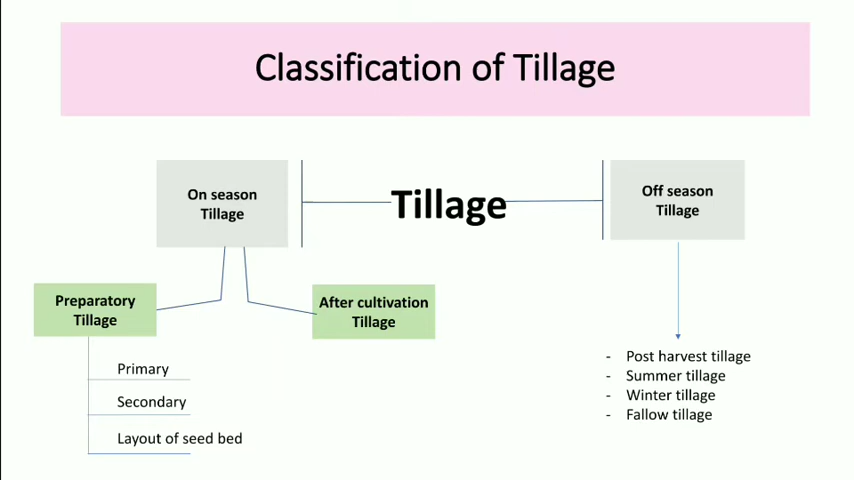 Classification of Tillage
On season
Tillage
Tillage
Off season
Tillage
Preparatory
Tillage
After cultivation
Tillage
Primary
Secondary
Layout of seed bed
- Post harvest tillage
- Summer tillage
- Winter tillage
- Fallow tillage